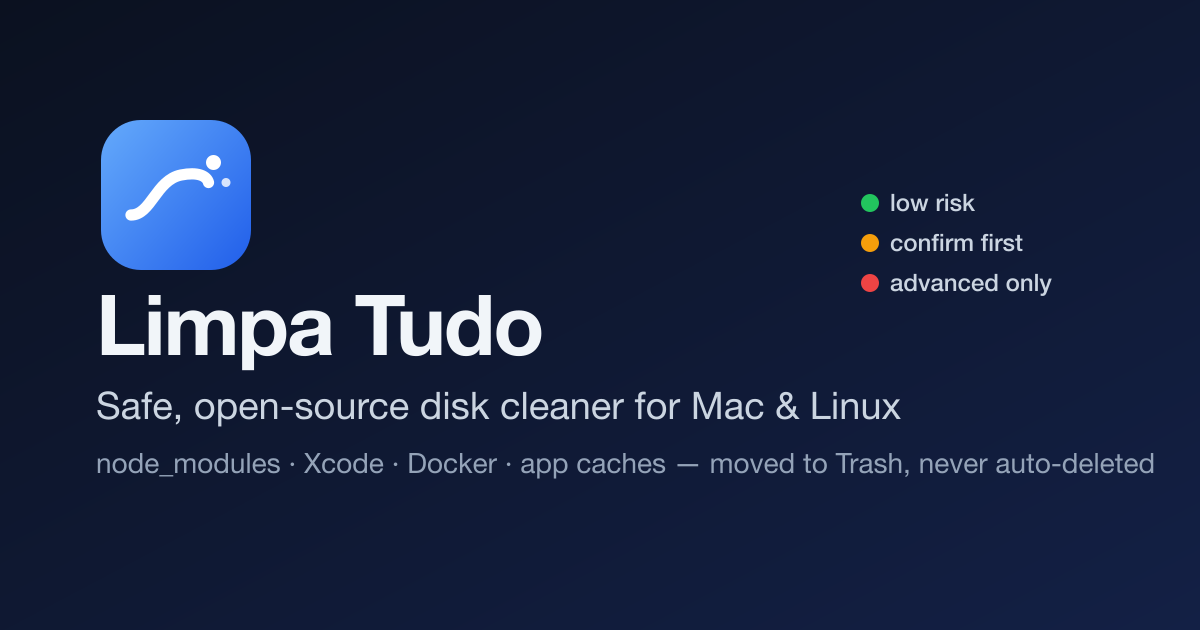 low risk
confirm first
advanced only
Limpa Tudo
Safe, open-source disk cleaner for Mac & Linux
node_modules · Xcode · Docker · app caches — moved to Trash, never auto-deleted